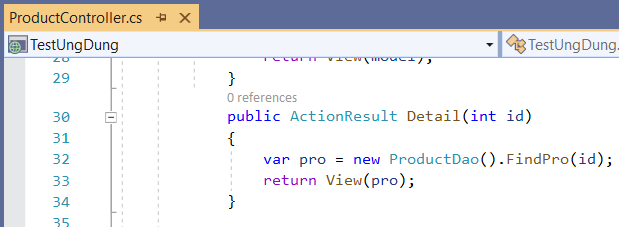 ProductController.cs
TestUngDung
TestUngDung.
28 return View(model);
29 }
0 references
30 public ActionResult Detail(int id)
31 {
32 var pro = new ProductDao().FindPro(id);
33 return View(pro);
34 }
35